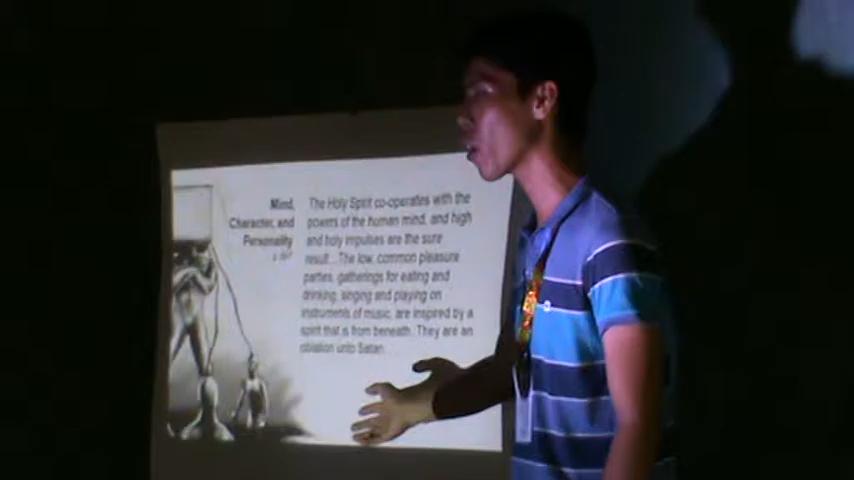 Mind,
Character, and
Personality
The Holy Spirit co-operates with the
powers of the human mind, and high
and holy impulses are the sure
result... The low, common pleasure
parties, gatherings for eating and
drinking, singing and playing on
instruments of music, are inspired by a
spirit that is from beneath. They are an
oblation unto Satan.